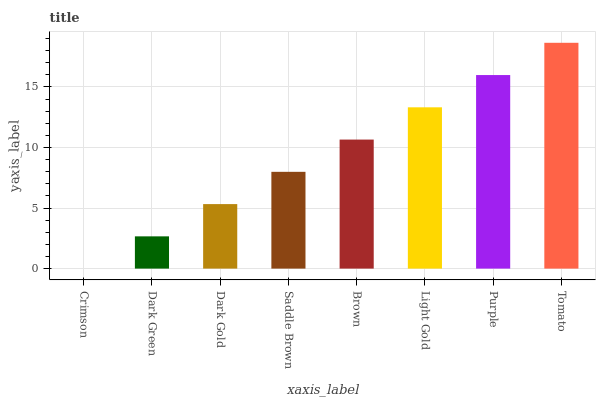 title
yaxis_label
15
10
5
0
Crimson
Dark Green
Dark Gold
Saddle Brown
Brown
Light Gold
Purple
Tomato
xaxis_label